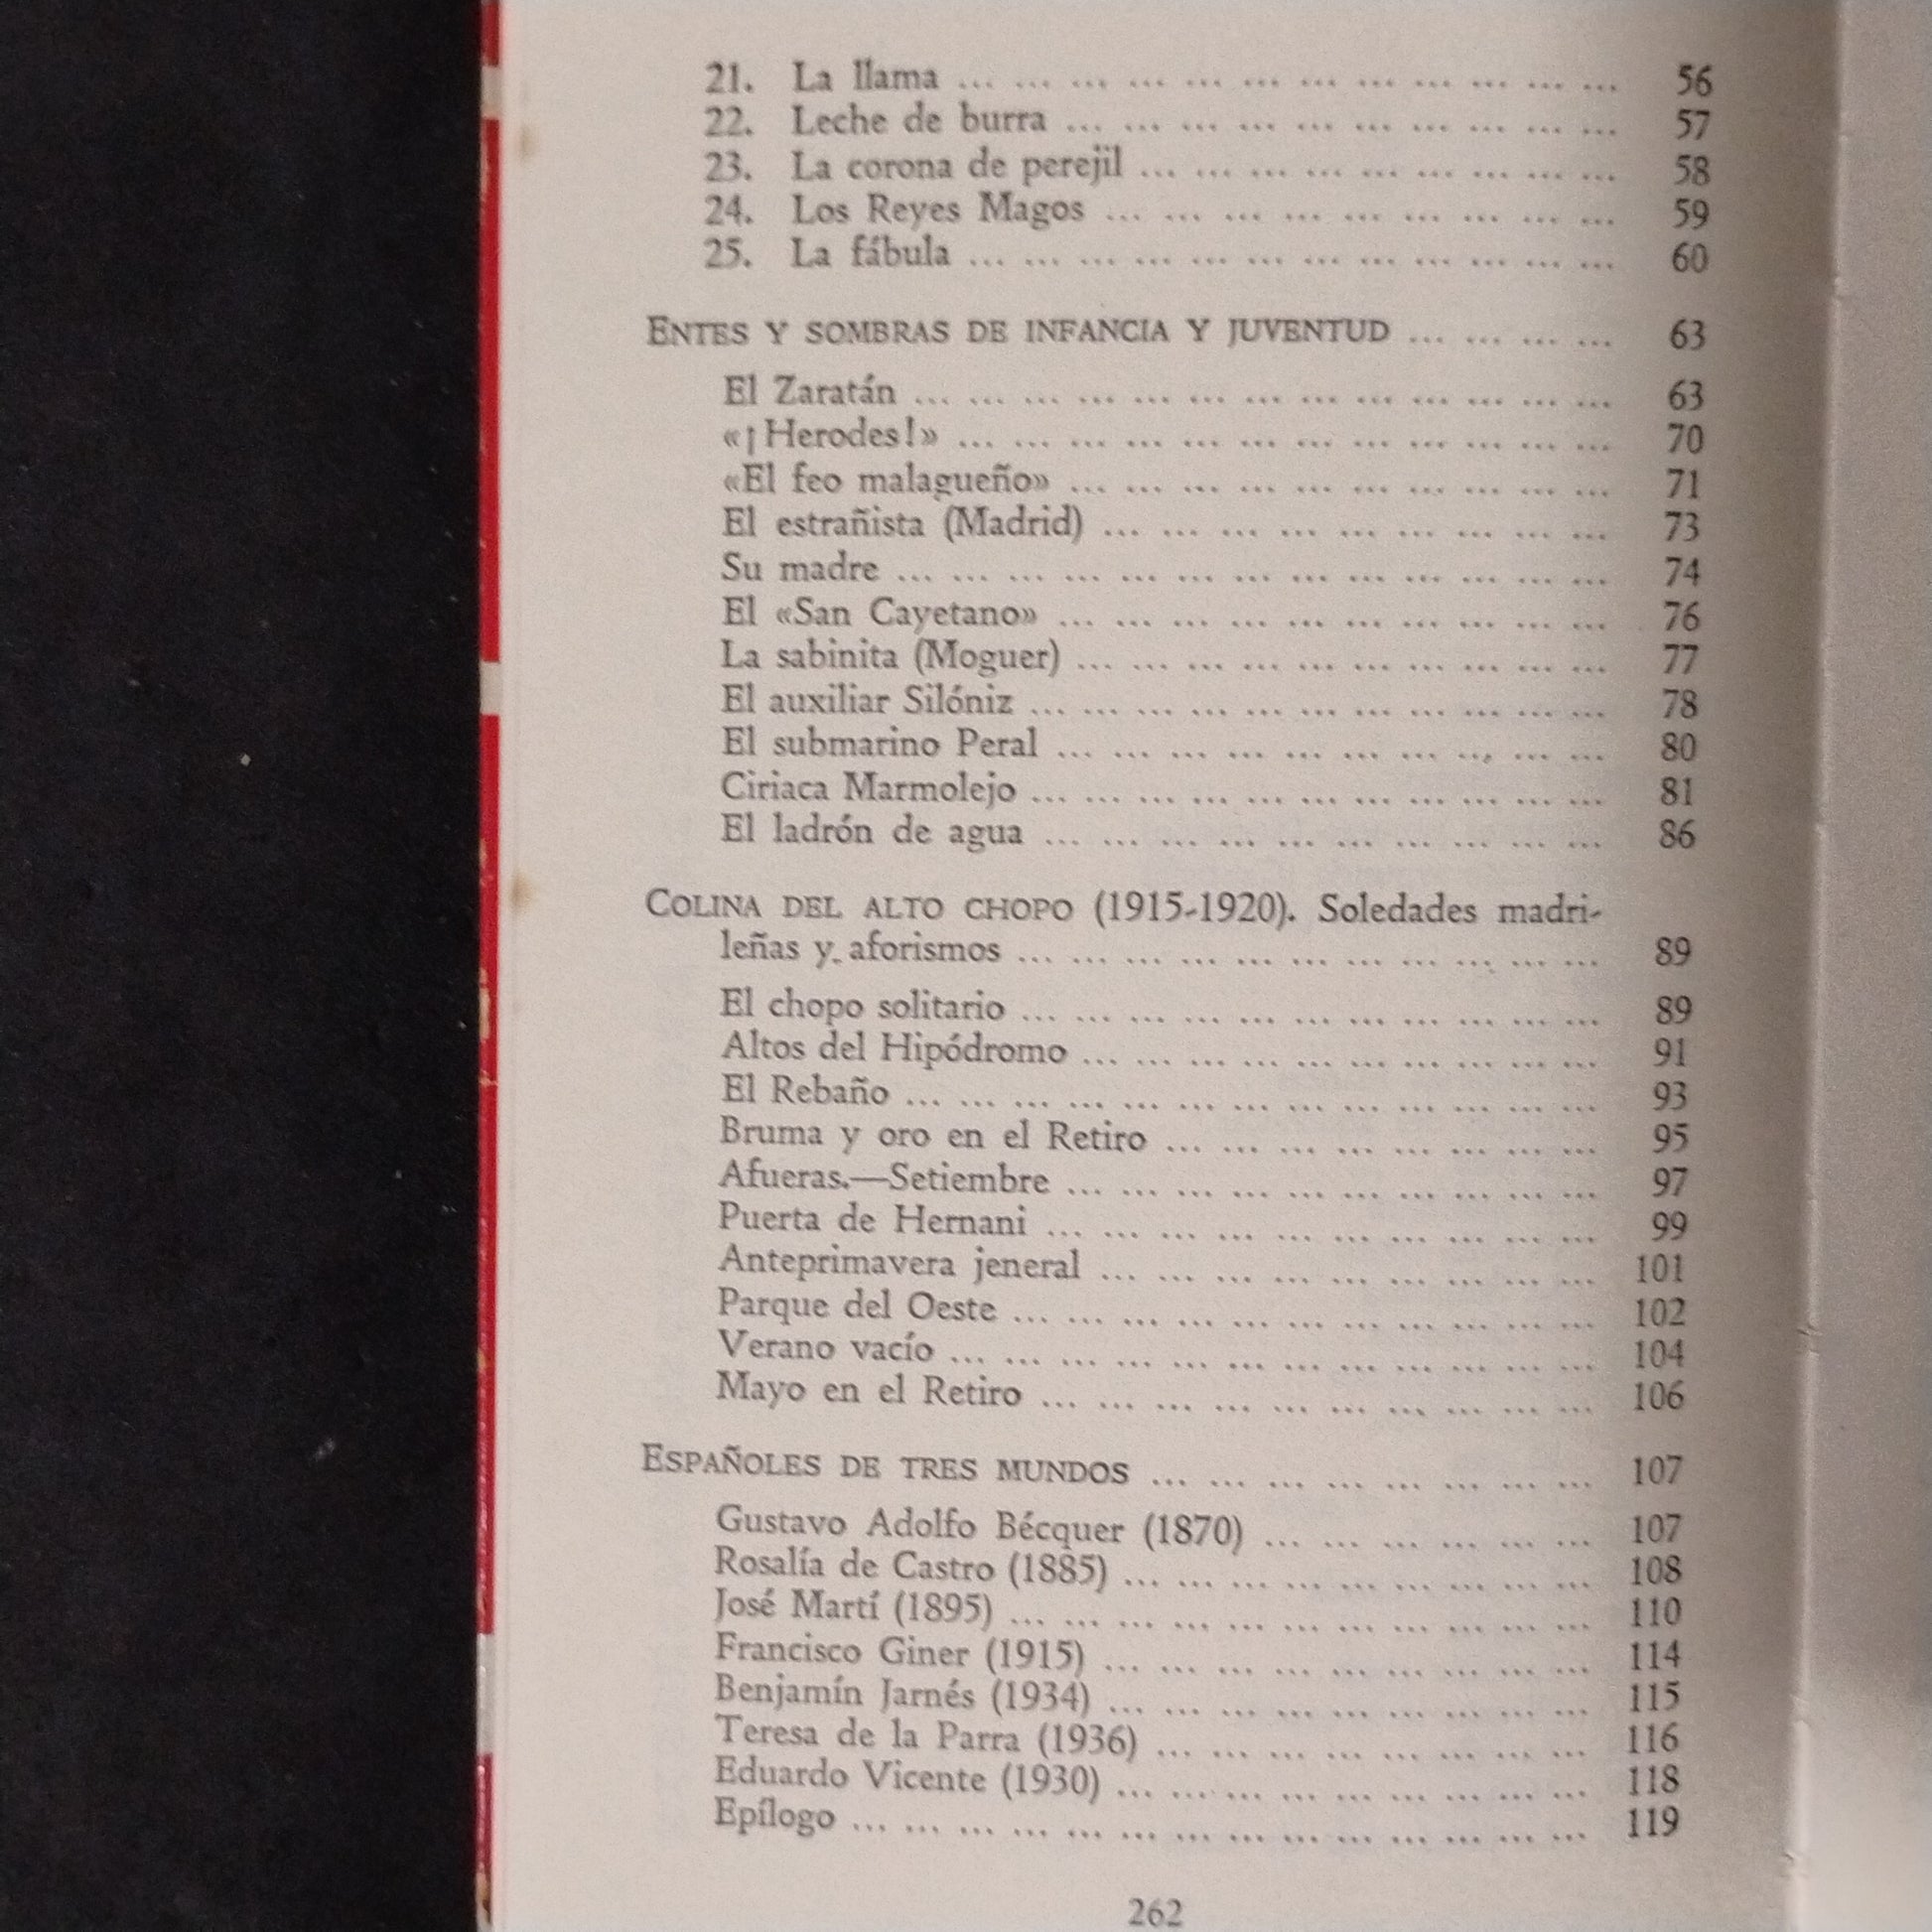 21. La llama ... ... ... ... ... ... ... ... ... ... ... ... 56
22. Leche de burra ... ... ... ... ... ... ... ... ... ... 57
23. La corona de perejil ... ... ... ... ... ... ... ... ... 58
24. Los Reyes Magos ... ... ... ... ... ... ... ... ... 59
25. La fábula ... ... ... ... ... ... ... ... ... ... ... ... 60
ENTES Y SOMBRAS DE INFANCIA Y JUVENTUD ... ... ... ... 63
El Zaratán ... ... ... ... ... ... ... ... ... ... ... ... ... 63
«¡Herodes!» ... ... ... ... ... ... ... ... ... ... ... ... 70
«El feo malagueño» ... ... ... ... ... ... ... ... ... ... 71
El estrañista (Madrid) ... ... ... ... ... ... ... ... ... 73
Su madre ... ... ... ... ... ... ... ... ... ... ... ... ... 74
El «San Cayetano» ... ... ... ... ... ... ... ... ... ... 76
La sabinita (Moguer) ... ... ... ... ... ... ... ... ... ... 77
El auxiliar Silóniz ... ... ... ... ... ... ... ... ... ... ... 78
El submarino Peral ... ... ... ... ... ... ... ... ... ... 80
Ciriaca Marmolejo ... ... ... ... ... ... ... ... ... ... ... 81
El ladrón de agua ... ... ... ... ... ... ... ... ... ... 86
COLINA DEL ALTO CHOPO (1915-1920). Soledades madri-
leñas y aforismos ... ... ... ... ... ... ... ... ... ... ... 89
El chopo solitario ... ... ... ... ... ... ... ... ... ... ... 89
Altos del Hipódromo ... ... ... ... ... ... ... ... ... ... 91
El Rebaño ... ... ... ... ... ... ... ... ... ... ... ... ... 93
Bruma y oro en el Retiro ... ... ... ... ... ... ... ... 95
Afueras.—Setiembre ... ... ... ... ... ... ... ... ... ... 97
Puerta de Hernani ... ... ... ... ... ... ... ... ... ... 99
Anteprimavera jeneral ... ... ... ... ... ... ... ... ... 101
Parque del Oeste ... ... ... ... ... ... ... ... ... ... ... 102
Verano vacío ... ... ... ... ... ... ... ... ... ... ... ... 104
Mayo en el Retiro ... ... ... ... ... ... ... ... ... ... 106
ESPAÑOLES DE TRES MUNDOS ... ... ... ... ... ... ... ... 107
Gustavo Adolfo Bécquer (1870) ... ... ... ... ... ... 107
Rosalía de Castro (1885) ... ... ... ... ... ... ... ... ... 108
José Martí (1895) ... ... ... ... ... ... ... ... ... ... ... 110
Francisco Giner (1915) ... ... ... ... ... ... ... ... ... 114
Benjamín Jarnés (1934) ... ... ... ... ... ... ... ... ... 115
Teresa de la Parra (1936) ... ... ... ... ... ... ... ... 116
Eduardo Vicente (1930) ... ... ... ... ... ... ... ... ... 118
Epílogo ... ... ... ... ... ... ... ... ... ... ... ... ... ... 119
262